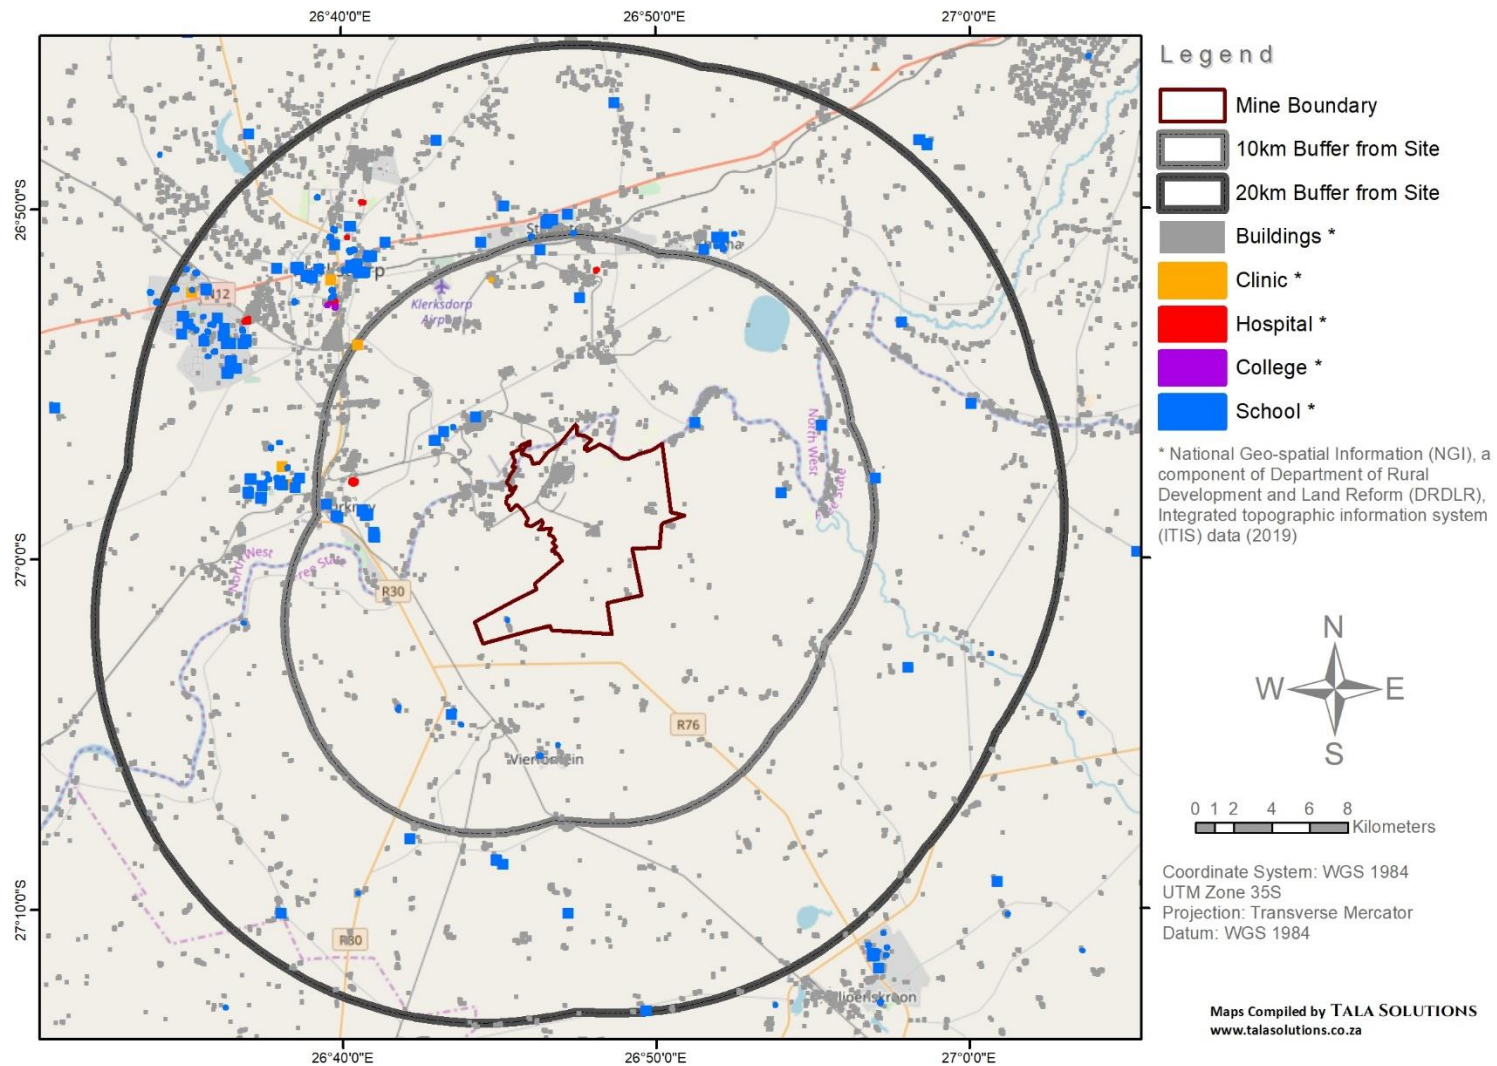 26°40'0"E
26°50'0"E
27°0'0"E
26°50'0"S
27°0'0"S
27°10'0"S
N12
Klerksdorp
Airport
North West
Free State
North West
Free State
R30
R76
R30
26°40'0"E
26°50'0"E
27°0'0"E
Legend
Mine Boundary
10km Buffer from Site
20km Buffer from Site
Buildings *
Clinic *
Hospital *
College *
School *
* National Geo-spatial Information (NGI), a
component of Department of Rural
Development and Land Reform (DRDLR),
Integrated topographic information system
(ITIS) data (2019)
N
W
E
S
0 1 2 4 6 8
Kilometers
Coordinate System: WGS 1984
UTM Zone 35S
Projection: Transverse Mercator
Datum: WGS 1984
Maps Compiled by TALA SOLUTIONS
www.talasolutions.co.za